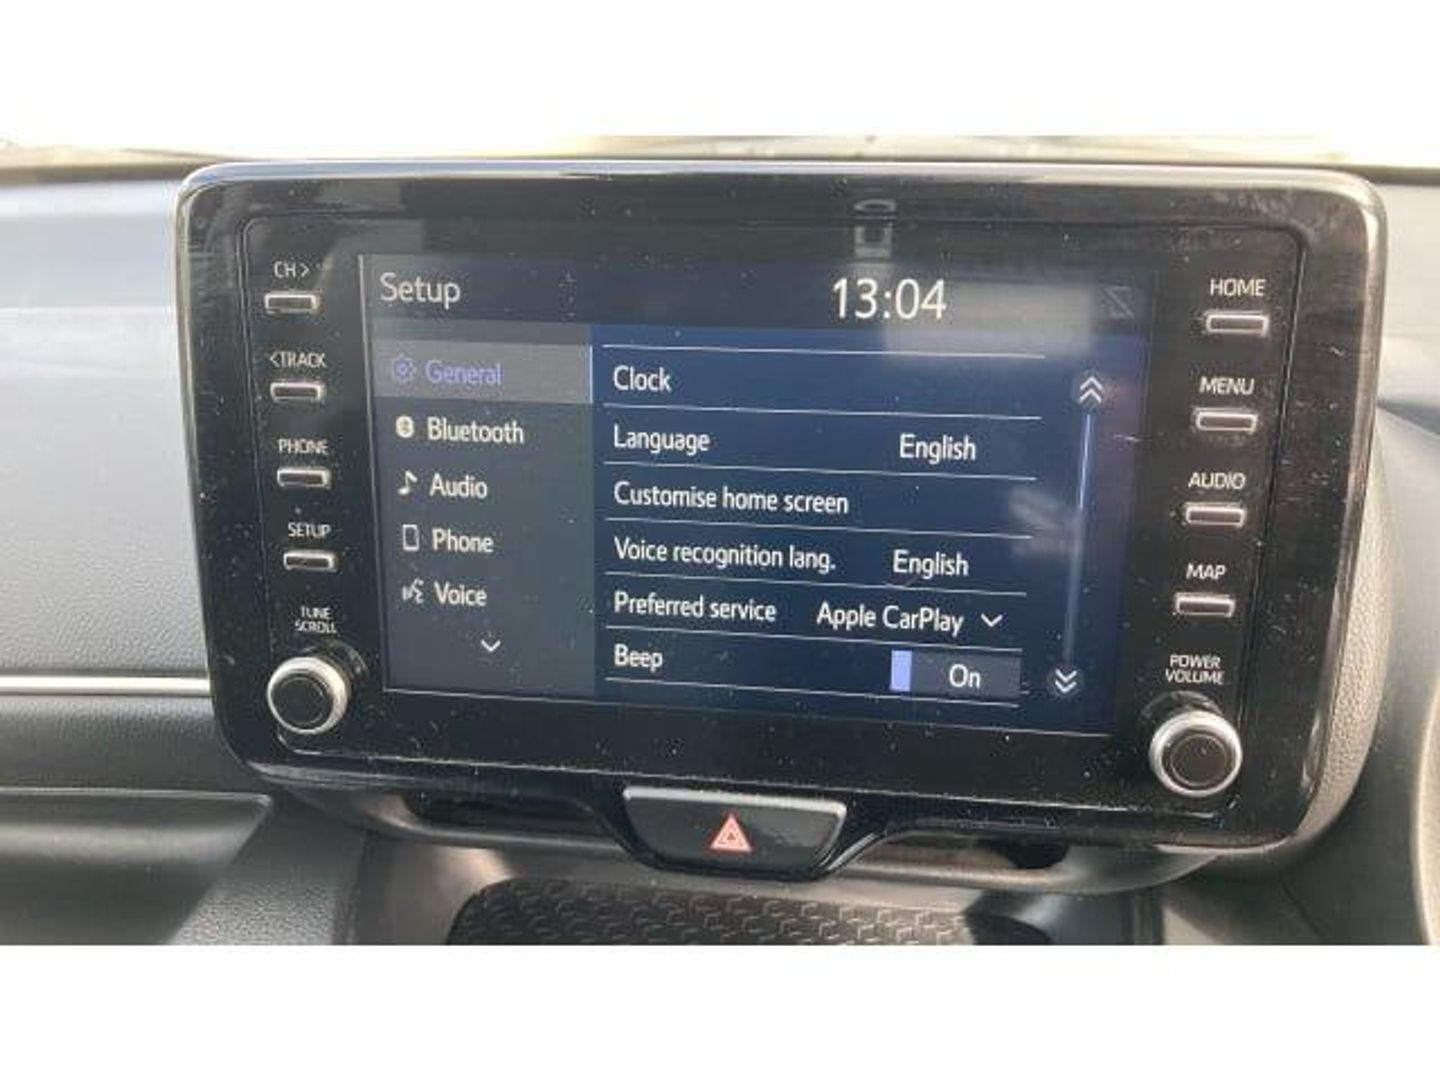 CH >
<TRACK
PHONE
SETUP
TUNE
SCROLL
Setup
13:04
General
Bluetooth
Audio
Phone
Voice
Clock
Language English
Customise home screen
Voice recognition lang. English
Preferred service Apple CarPlay
Beep On
HOME
MENU
AUDIO
MAP
POWER
VOLUME